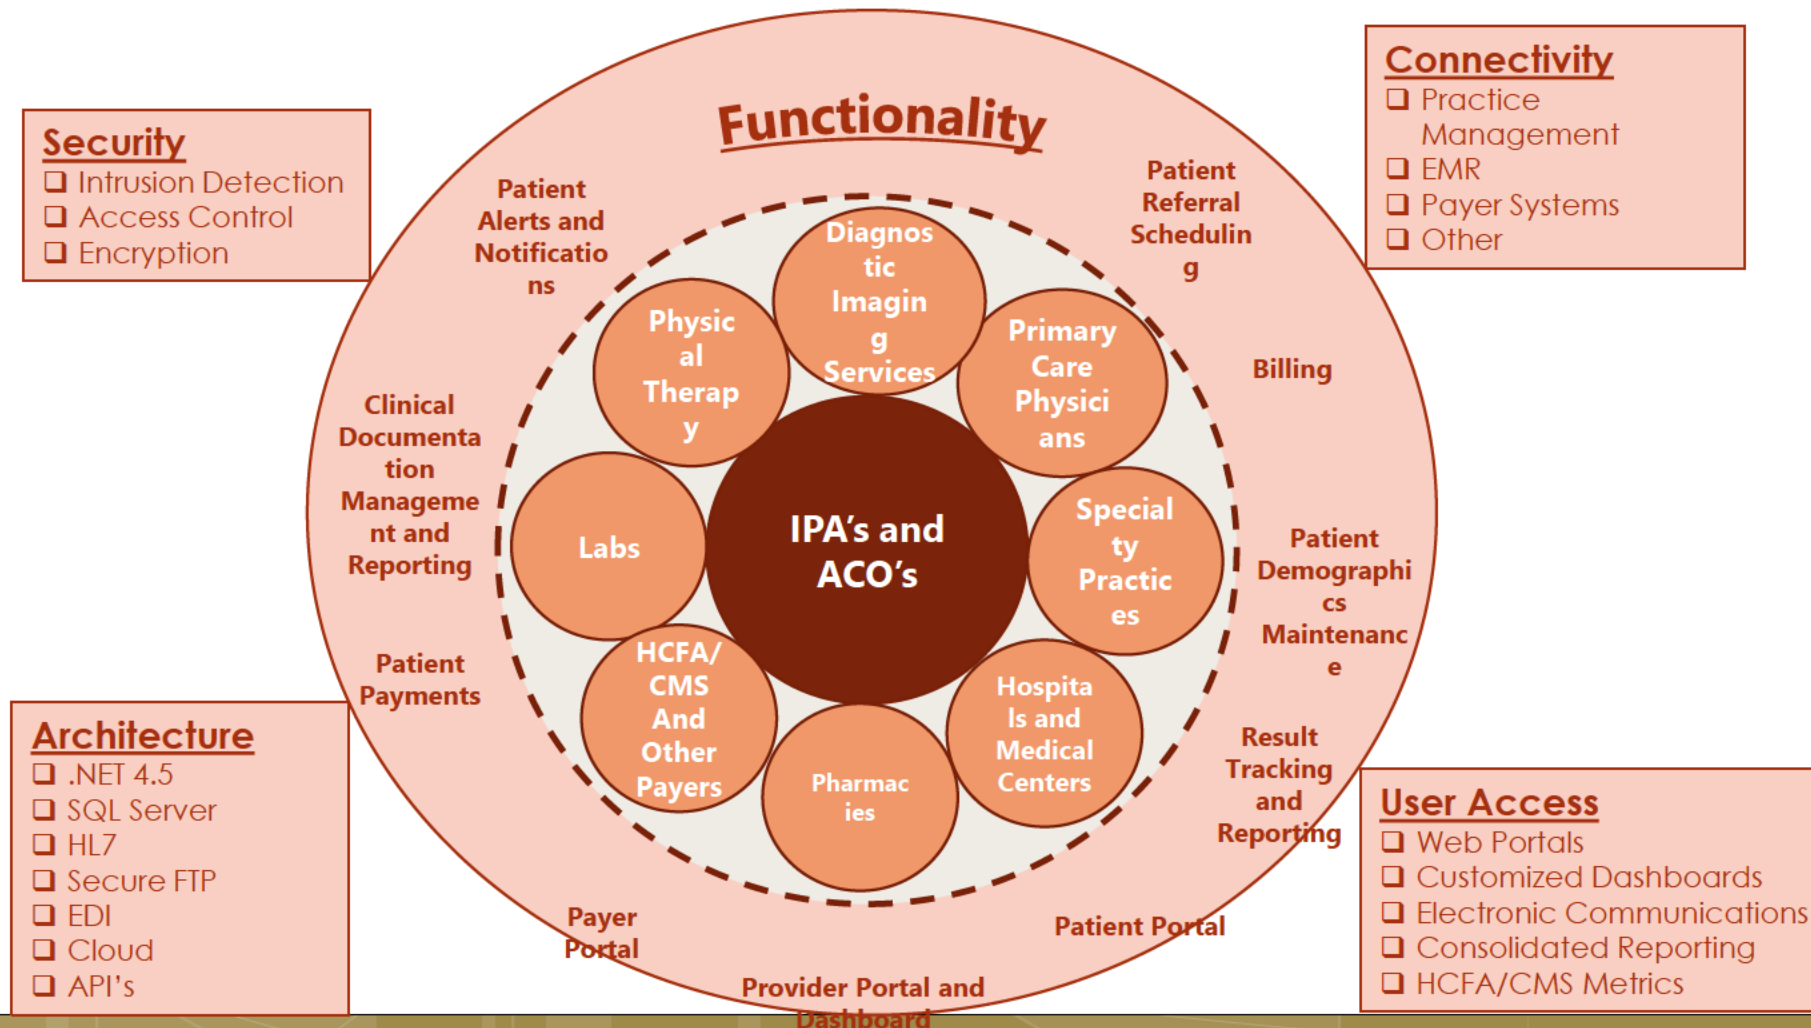 Functionality
Security
❑ Intrusion Detection
❑ Access Control
❑ Encryption
Connectivity
❑ Practice
Management
❑ EMR
❑ Payer Systems
❑ Other
Patient
Alerts and
Notificatio
ns
Patient
Referral
Schedulin
g
Billing
Patient
Demographi
cs
Maintenanc
e
Result
Tracking
and
Reporting
Patient Portal
Provider Portal and
Dashboard
Payer
Portal
Patient
Payments
Clinical
Documenta
tion
Manageme
nt and
Reporting
Diagnos
tic
Imagin
g
Services
Primary
Care
Physici
ans
Special
ty
Practic
es
Hospita
ls and
Medical
Centers
Pharmac
ies
HCFA/
CMS
And
Other
Payers
Labs
Physic
al
Therap
y
IPA’s and
ACO’s
Architecture
❑ .NET 4.5
❑ SQL Server
❑ HL7
❑ Secure FTP
❑ EDI
❑ Cloud
❑ API’s
User Access
❑ Web Portals
❑ Customized Dashboards
❑ Electronic Communications
❑ Consolidated Reporting
❑ HCFA/CMS Metrics